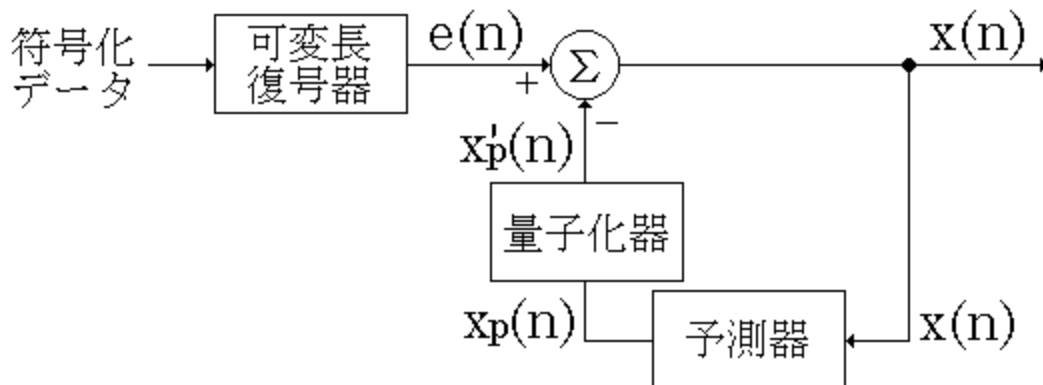 符号化
データ
可変長
復号器
e(n)
+
Σ
−
x(n)
x'p(n)
量子化器
xp(n)
予測器
x(n)